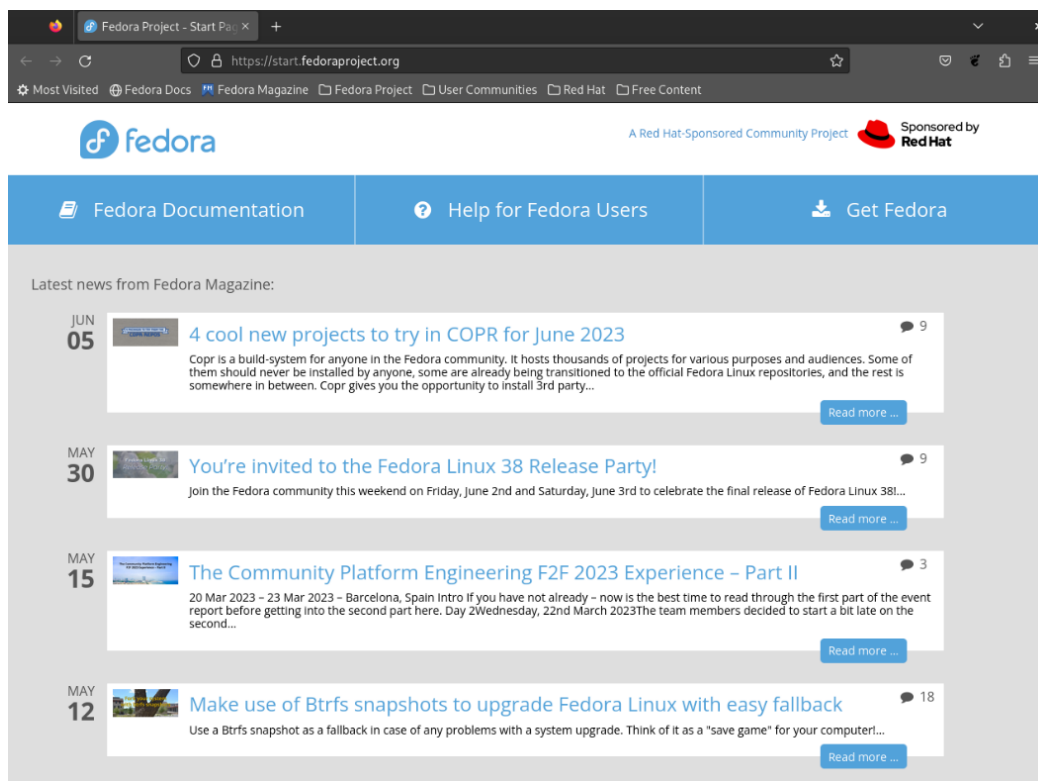 Fedora Project - Start Pag
https://start.fedoraproject.org
Most Visited Fedora Docs Fedora Magazine Fedora Project User Communities Red Hat Free Content
fedora
A Red Hat-Sponsored Community Project
Sponsored by
Red Hat
Fedora Documentation
Help for Fedora Users
Get Fedora
Latest news from Fedora Magazine:
JUN
05
4 cool new projects to try in COPR for June 2023
9
Copr is a build-system for anyone in the Fedora community. It hosts thousands of projects for various purposes and audiences. Some of
them should never be installed by anyone, some are already being transitioned to the official Fedora Linux repositories, and the rest is
somewhere in between. Copr gives you the opportunity to install 3rd party...
Read more ...
MAY
30
You're invited to the Fedora Linux 38 Release Party!
9
Join the Fedora community this weekend on Friday, June 2nd and Saturday, June 3rd to celebrate the final release of Fedora Linux 38!...
Read more ...
MAY
15
The Community Platform Engineering F2F 2023 Experience – Part II
3
20 Mar 2023 – 23 Mar 2023 – Barcelona, Spain Intro If you have not already – now is the best time to read through the first part of the event
report before getting into the second part here. Day 2Wednesday, 22nd March 2023The team members decided to start a bit late on the
second...
Read more ...
MAY
12
Make use of Btrfs snapshots to upgrade Fedora Linux with easy fallback
18
Use a Btrfs snapshot as a fallback in case of any problems with a system upgrade. Think of it as a "save game" for your computer!...
Read more ...